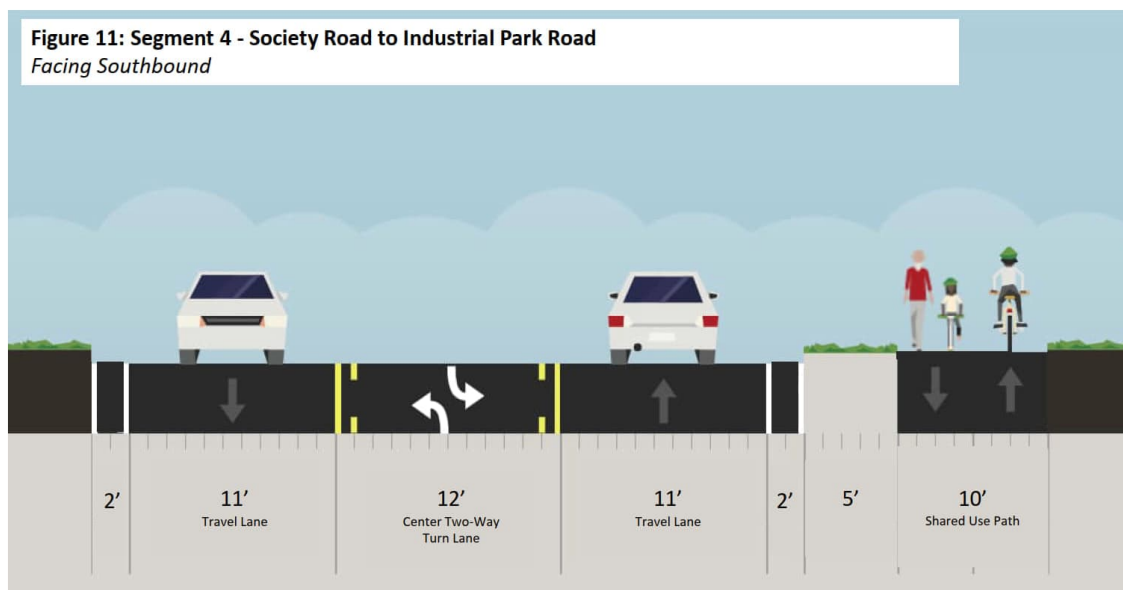 Figure 11: Segment 4 - Society Road to Industrial Park Road
Facing Southbound
2’ 11’ 12’ 11’ 2’ 5’ 10’
Travel Lane Center Two-Way Travel Lane Shared Use Path
Turn Lane